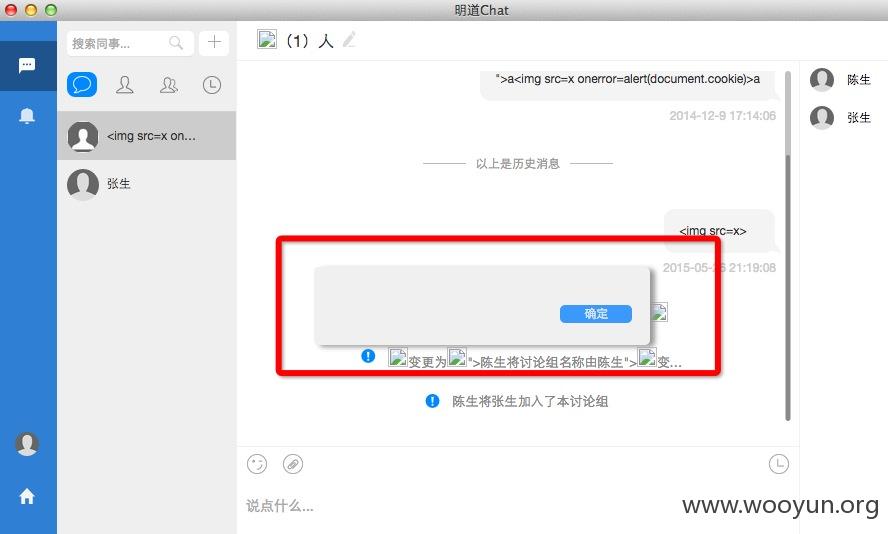 明道Chat
搜索同事...
（1）人
">a<img src=x onerror=alert(document.cookie)>a
2014-12-9 17:14:06
陈生
张生
<img src=x on...
张生
以上是历史消息
<img src=x>
2015-05-26 21:19:08
确定
变更为">陈生将讨论组名称由陈生">变...
陈生将张生加入了本讨论组
说点什么...
www.wooyun.org